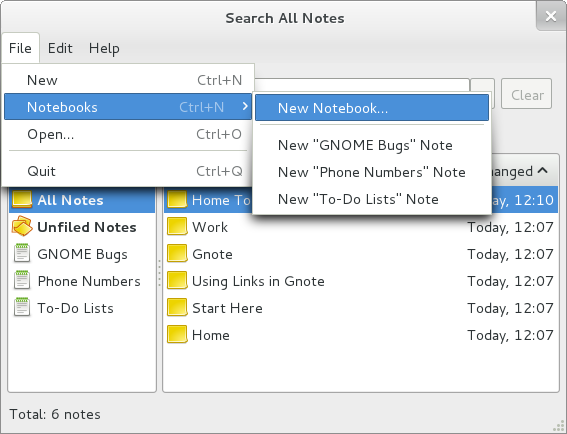 Search All Notes
File Edit Help
New Ctrl+N
Notebooks Ctrl+N
Open... Ctrl+O
Quit Ctrl+Q
Clear
New Notebook...
New "GNOME Bugs" Note
New "Phone Numbers" Note
New "To-Do Lists" Note
All Notes
Unfiled Notes
GNOME Bugs
Phone Numbers
To-Do Lists
Home Today, 12:10
Work Today, 12:07
Gnote Today, 12:07
Using Links in Gnote Today, 12:07
Start Here Today, 12:07
Home Today, 12:07
Total: 6 notes